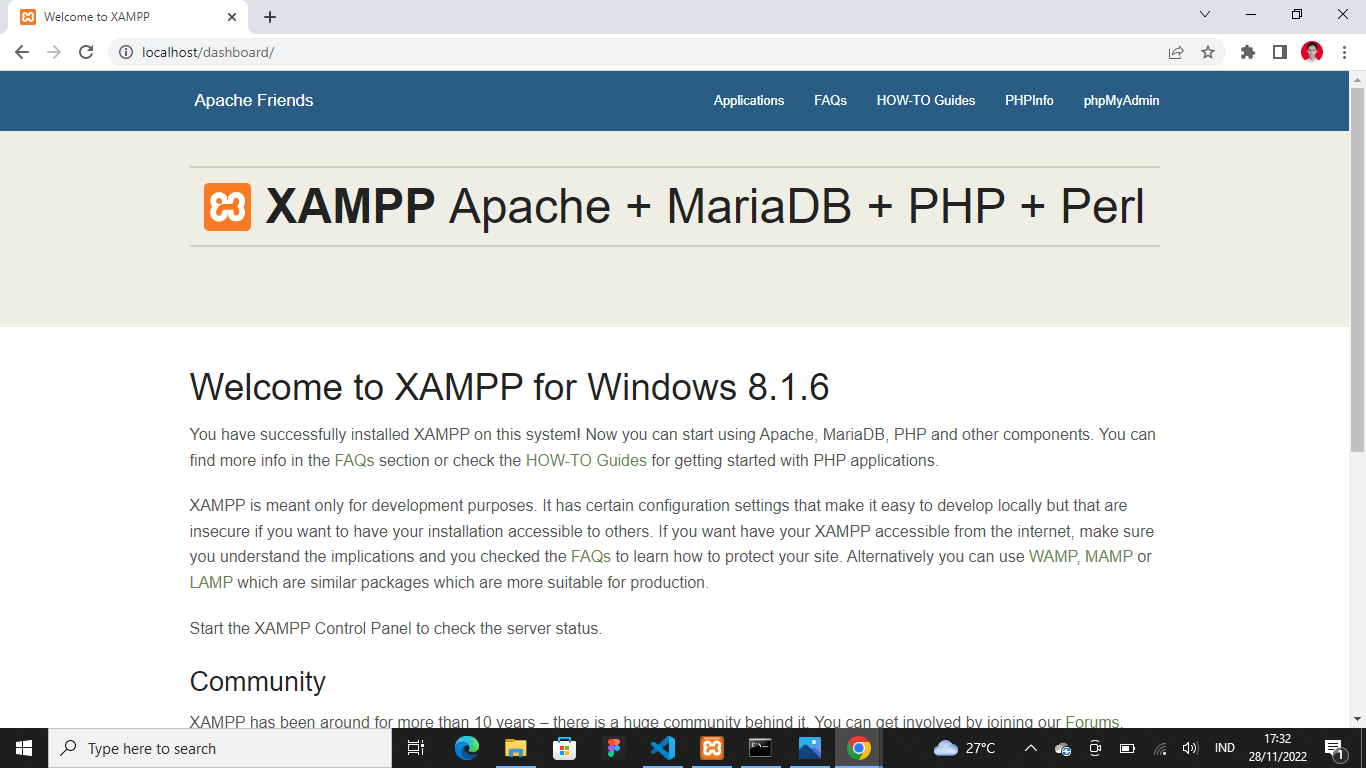 Welcome to XAMPP
localhost/dashboard/
Apache Friends
Applications
FAQs
HOW-TO Guides
PHPInfo
phpMyAdmin
XAMPP Apache + MariaDB + PHP + Perl
Welcome to XAMPP for Windows 8.1.6
You have successfully installed XAMPP on this system! Now you can start using Apache, MariaDB, PHP and other components. You can
find more info in the FAQs section or check the HOW-TO Guides for getting started with PHP applications.
XAMPP is meant only for development purposes. It has certain configuration settings that make it easy to develop locally but that are
insecure if you want to have your installation accessible to others. If you want have your XAMPP accessible from the internet, make sure
you understand the implications and you checked the FAQs to learn how to protect your site. Alternatively you can use WAMP, MAMP or
LAMP which are similar packages which are more suitable for production.
Start the XAMPP Control Panel to check the server status.
Community
XAMPP has been around for more than 10 years – there is a huge community behind it. You can get involved by joining our Forums,
Type here to search
27°C
IND
17:32
28/11/2022
1